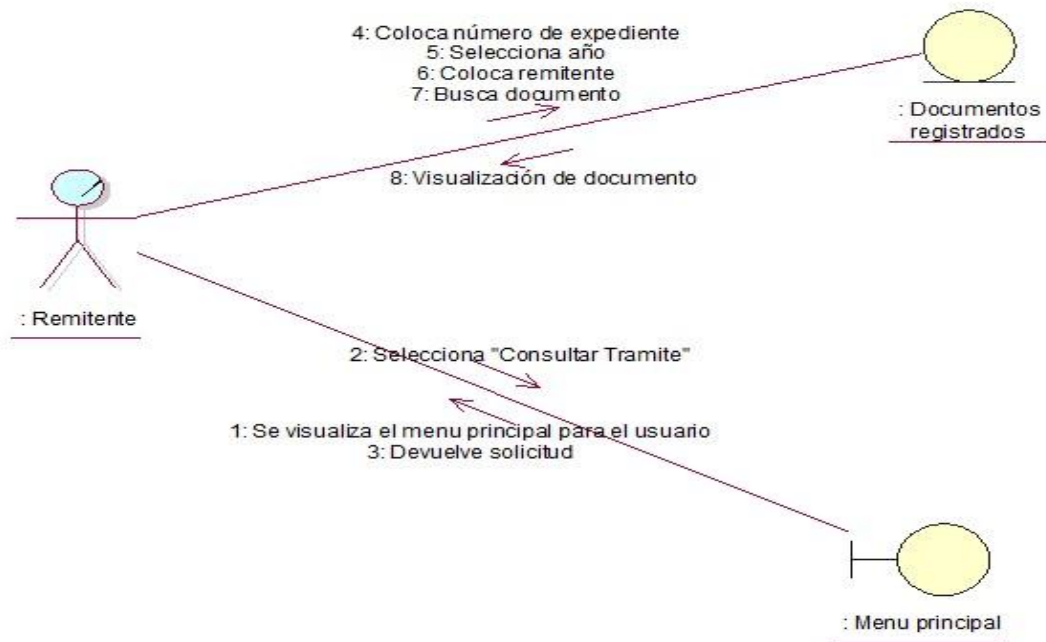 4: Coloca número de expediente
5: Selecciona año
6: Coloca remitente
7: Busca documento
: Documentos
registrados
8: Visualización de documento
: Remitente
2: Selecciona "Consultar Tramite"
1: Se visualiza el menu principal para el usuario
3: Devuelve solicitud
: Menu principal